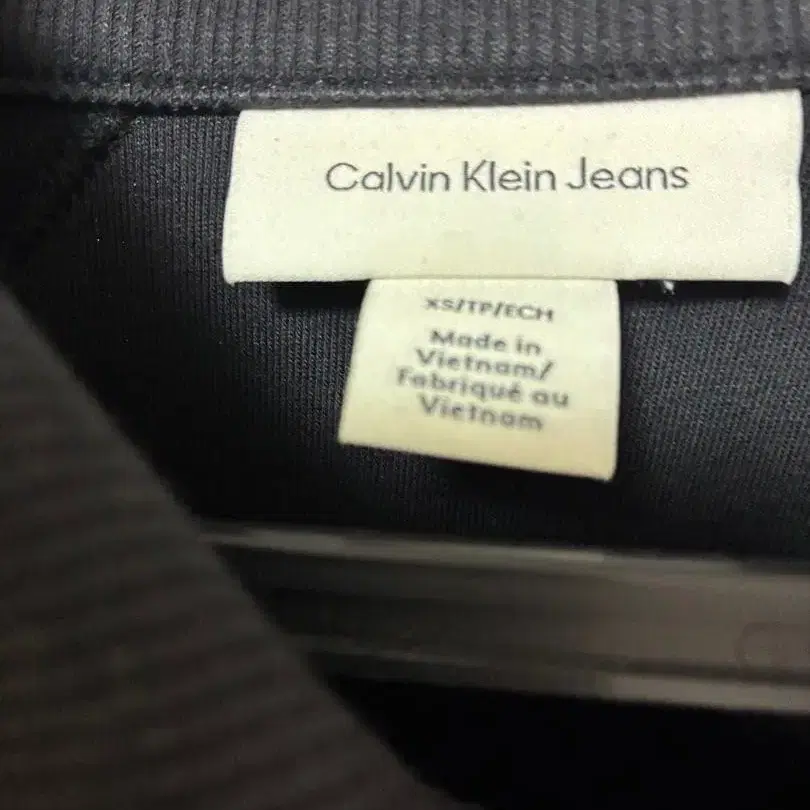 Calvin Klein Jeans
XS/TP/ECH
Made in
Vietnam/
Fabriqué au
Vietnam